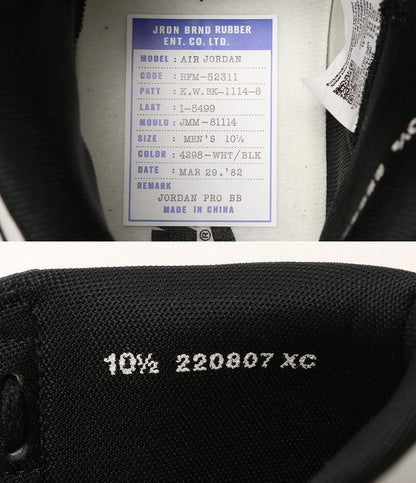 JRDN BRND RUBBER
ENT. CO. LTD.
MODEL : AIR JORDAN
CODE : HFM-52311
PATT : K.W.BK-1114-6
LAST : 1-5499
MOULD : JMM-81114
SIZE : MEN'S 10¼
COLOR : 4298-WHT/BLK
DATE : MAR 29.'82
REMARK
JORDAN PRO BB
MADE IN CHINA
®
10½ 220807 XC